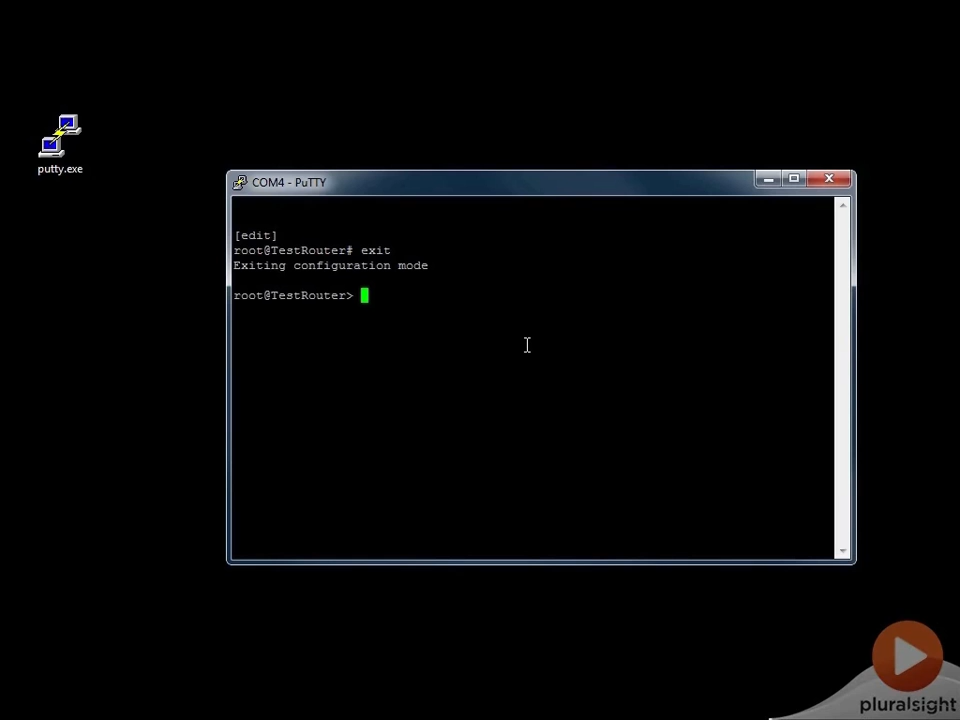 putty.exe
COM4 - PuTTY
[edit]
root@TestRouter# exit
Exiting configuration mode
root@TestRouter>
pluralsight